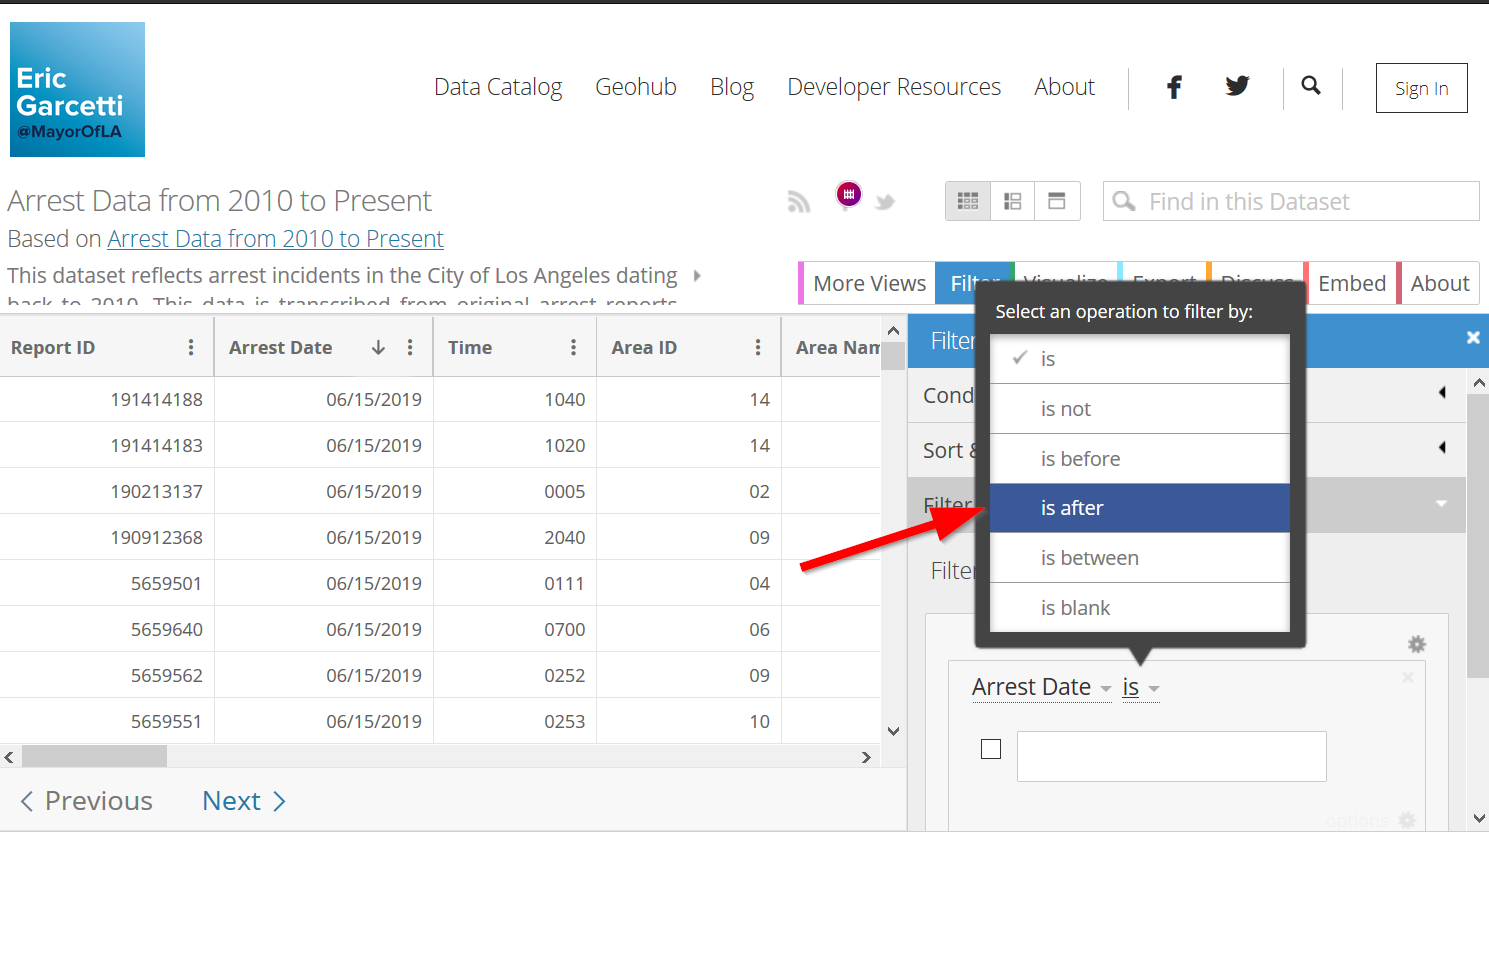 Eric
Garcetti
@MayorOfLA
Data Catalog Geohub Blog Developer Resources About Sign In
Arrest Data from 2010 to Present
Find in this Dataset
Based on Arrest Data from 2010 to Present
This dataset reflects arrest incidents in the City of Los Angeles dating
back to 2010. This data is transcribed from original arrest reports
More Views Filter Visualize Export Discuss Embed About
Select an operation to filter by:
is
is not
is before
is after
is between
is blank
Report ID Arrest Date Time Area ID Area Nam
191414188 06/15/2019 1040 14
191414183 06/15/2019 1020 14
190213137 06/15/2019 0005 02
190912368 06/15/2019 2040 09
5659501 06/15/2019 0111 04
5659640 06/15/2019 0700 06
5659562 06/15/2019 0252 09
5659551 06/15/2019 0253 10
Previous Next
Filter
Cond
Sort &
Filter
Filter
Arrest Date is
options